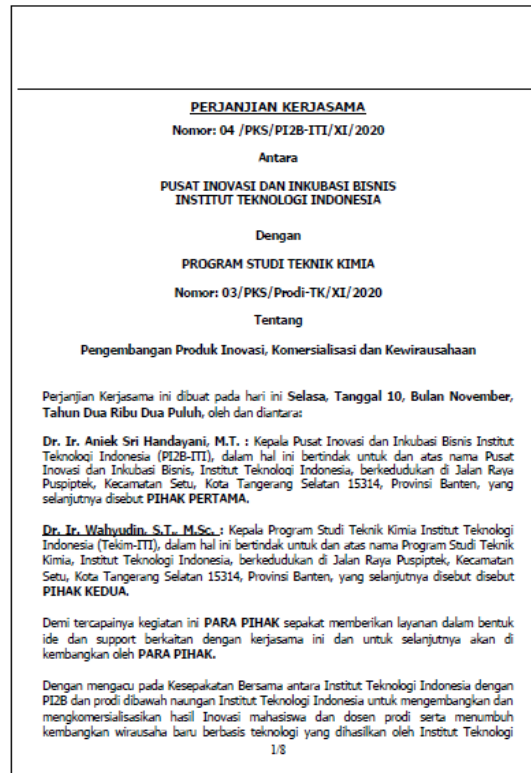 PERJANJIAN KERJASAMA
Nomor: 04 /PKS/PI2B-ITI/XI/2020
Antara
PUSAT INOVASI DAN INKUBASI BISNIS
INSTITUT TEKNOLOGI INDONESIA
Dengan
PROGRAM STUDI TEKNIK KIMIA
Nomor: 03/PKS/Prodi-TK/XI/2020
Tentang
Pengembangan Produk Inovasi, Komersialisasi dan Kewirausahaan
Perjanjian Kerjasama ini dibuat pada hari ini Selasa, Tanggal 10, Bulan November,
Tahun Dua Ribu Dua Puluh, oleh dan diantara:
Dr. Ir. Aniek Sri Handayani, M.T. : Kepala Pusat Inovasi dan Inkubasi Bisnis Institut
Teknologi Indonesia (PI2B-ITI), dalam hal ini bertindak untuk dan atas nama Pusat
Inovasi dan Inkubasi Bisnis, Institut Teknologi Indonesia, berkedudukan di Jalan Raya
Puspiptek, Kecamatan Setu, Kota Tangerang Selatan 15314, Provinsi Banten, yang
selanjutnya disebut PIHAK PERTAMA.
Dr. Ir. Wahyudin, S.T., M.Sc. : Kepala Program Studi Teknik Kimia Institut Teknologi
Indonesia (Tekim-ITI), dalam hal ini bertindak untuk dan atas nama Program Studi Teknik
Kimia, Institut Teknologi Indonesia, berkedudukan di Jalan Raya Puspiptek, Kecamatan
Setu, Kota Tangerang Selatan 15314, Provinsi Banten, yang selanjutnya disebut disebut
PIHAK KEDUA.
Demi tercapainya kegiatan ini PARA PIHAK sepakat memberikan layanan dalam bentuk
ide dan support berkaitan dengan kerjasama ini dan untuk selanjutnya akan di
kembangkan oleh PARA PIHAK.
Dengan mengacu pada Kesepakatan Bersama antara Institut Teknologi Indonesia dengan
PI2B dan prodi dibawah naungan Institut Teknologi Indonesia untuk mengembangkan dan
mengkomersialisasikan hasil Inovasi mahasiswa dan dosen prodi serta menumbuh
kembangkan wirausaha baru berbasis teknologi yang dihasilkan oleh Institut Teknologi
1/8